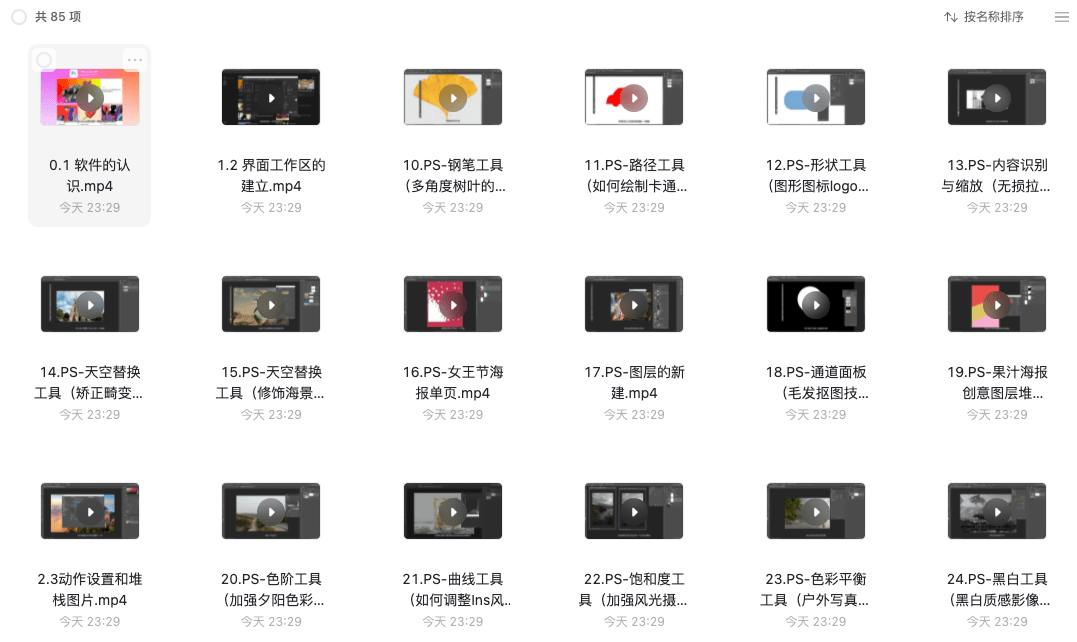 共 85 项
按名称排序
0.1 软件的认
识.mp4
今天 23:29
1.2 界面工作区的
建立.mp4
今天 23:29
10.PS-钢笔工具
（多角度树叶的...
今天 23:29
11.PS-路径工具
（如何绘制卡通...
今天 23:29
12.PS-形状工具
（图形图标logo...
今天 23:29
13.PS-内容识别
与缩放（无损拉...
今天 23:29
14.PS-天空替换
工具（矫正畸变...
今天 23:29
15.PS-天空替换
工具（修饰海景...
今天 23:29
16.PS-女王节海
报单页.mp4
今天 23:29
17.PS-图层的新
建.mp4
今天 23:29
18.PS-通道面板
（毛发抠图技...
今天 23:29
19.PS-果汁海报
创意图层堆...
今天 23:29
2.3动作设置和堆
栈图片.mp4
今天 23:29
20.PS-色阶工具
（加强夕阳色彩...
今天 23:29
21.PS-曲线工具
（如何调整Ins风..
今天 23:29
22.PS-饱和度工
具（加强风光摄...
今天 23:29
23.PS-色彩平衡
工具（户外写真...
今天 23:29
24.PS-黑白工具
（黑白质感影像...
今天 23:29